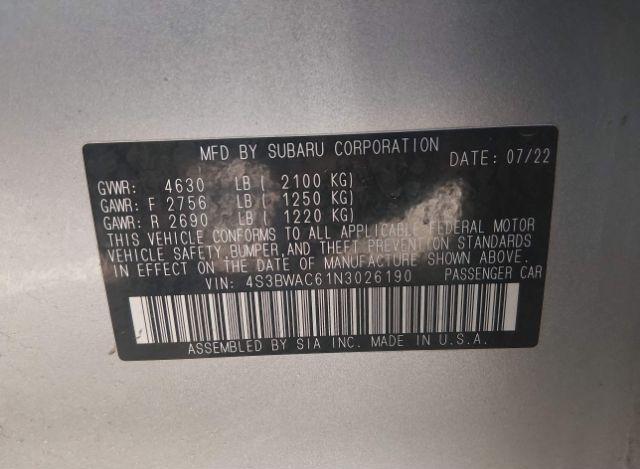 MFD BY SUBARU CORPORATION DATE: 07/22
GVWR: 4630 LB ( 2100 KG)
GAWR: F 2756 LB ( 1250 KG)
GAWR: R 2690 LB ( 1220 KG)
THIS VEHICLE CONFORMS TO ALL APPLICABLE FEDERAL MOTOR
VEHICLE SAFETY, BUMPER, AND THEFT PREVENTION STANDARDS
IN EFFECT ON THE DATE OF MANUFACTURE SHOWN ABOVE.
VIN: 4S3BWAC61N3026190 PASSENGER CAR
ASSEMBLED BY SIA INC. MADE IN U.S.A.